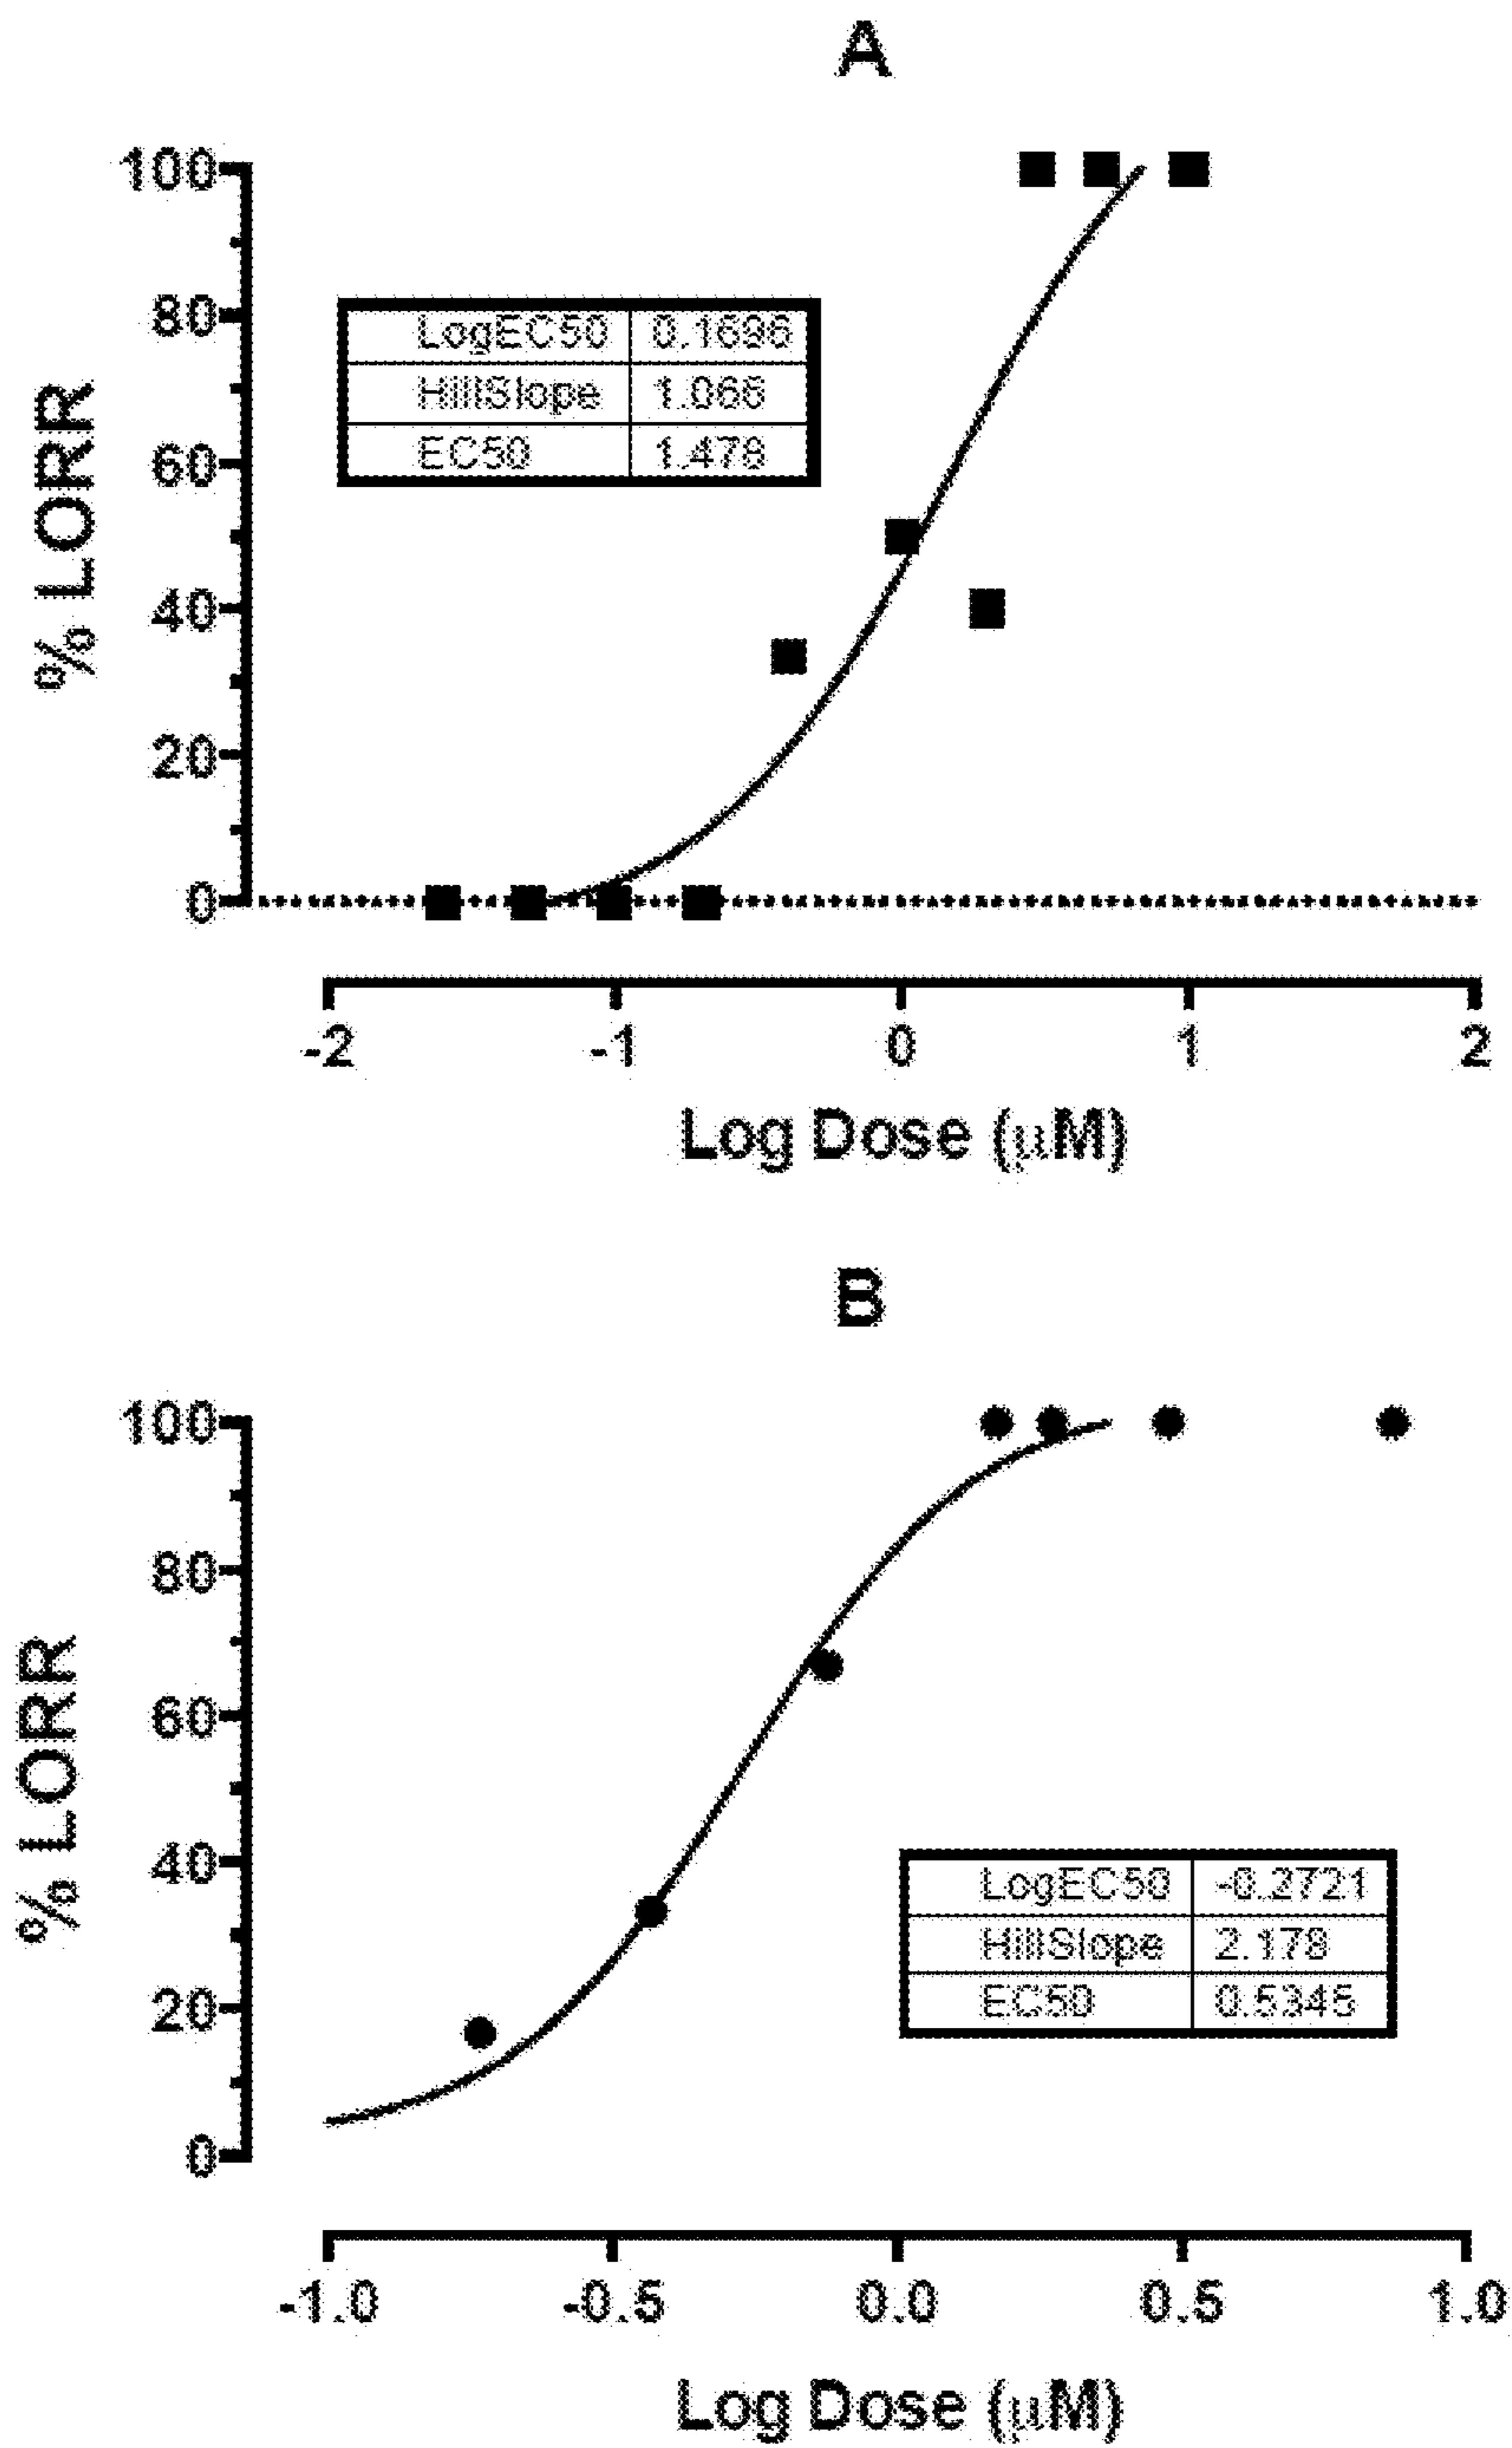 A
100
80
60
40
20
0
% LORR
LogEC50 0.1696
HillSlope 1.066
EC50 1.478
-2 -1 0 1 2
Log Dose (μM)
B
100
80
60
40
20
0
% LORR
LogEC50 -0.2721
HillSlope 2.178
EC50 0.5345
-1.0 -0.5 0.0 0.5 1.0
Log Dose (μM)